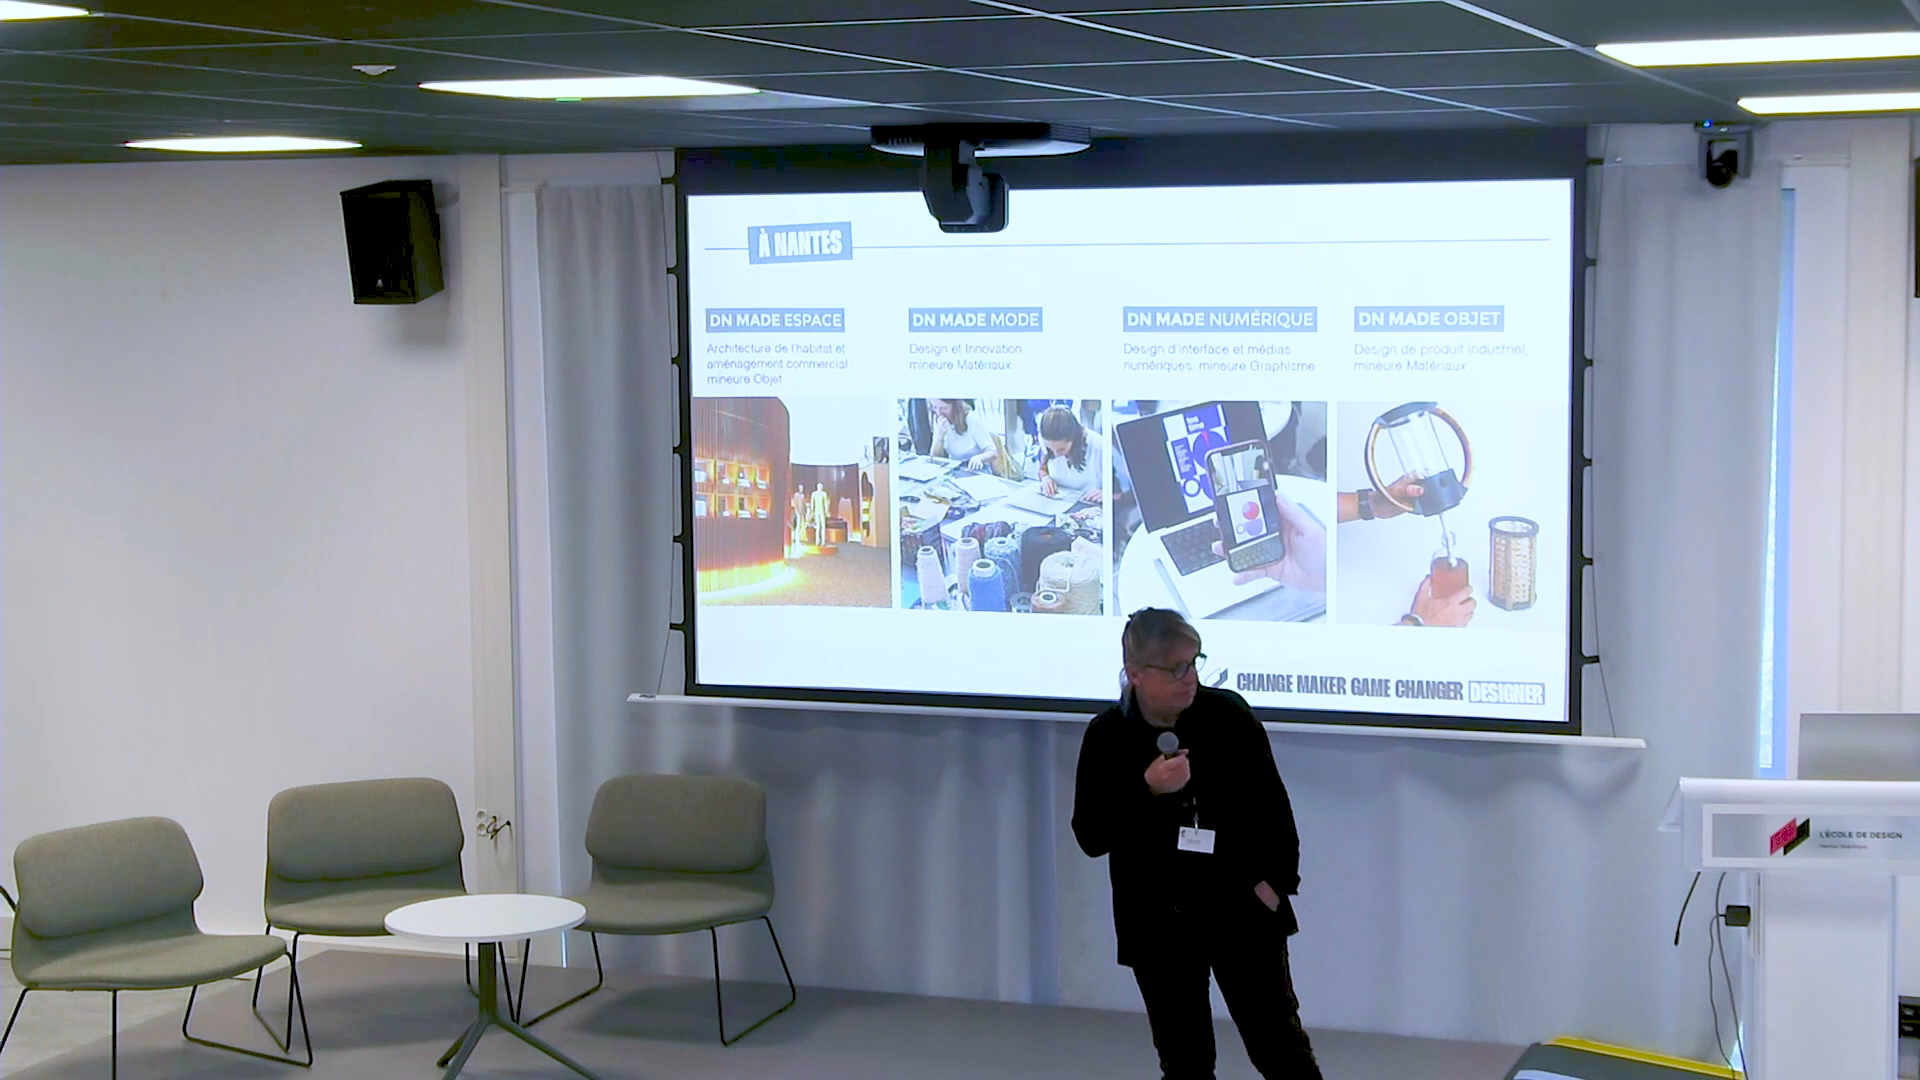 À NANTES
DN MADE ESPACE
Architecture de l'habitat et
aménagement commercial,
mineure Objet
DN MADE MODE
Design et Innovation
mineure Matériaux
DN MADE NUMÉRIQUE
Design d'interface et médias
numériques, mineure Graphisme
DN MADE OBJET
Design de produit industriel,
mineure Matériaux
CHANGE MAKER GAME CHANGER DESIGNER
L'ÉCOLE DE DESIGN